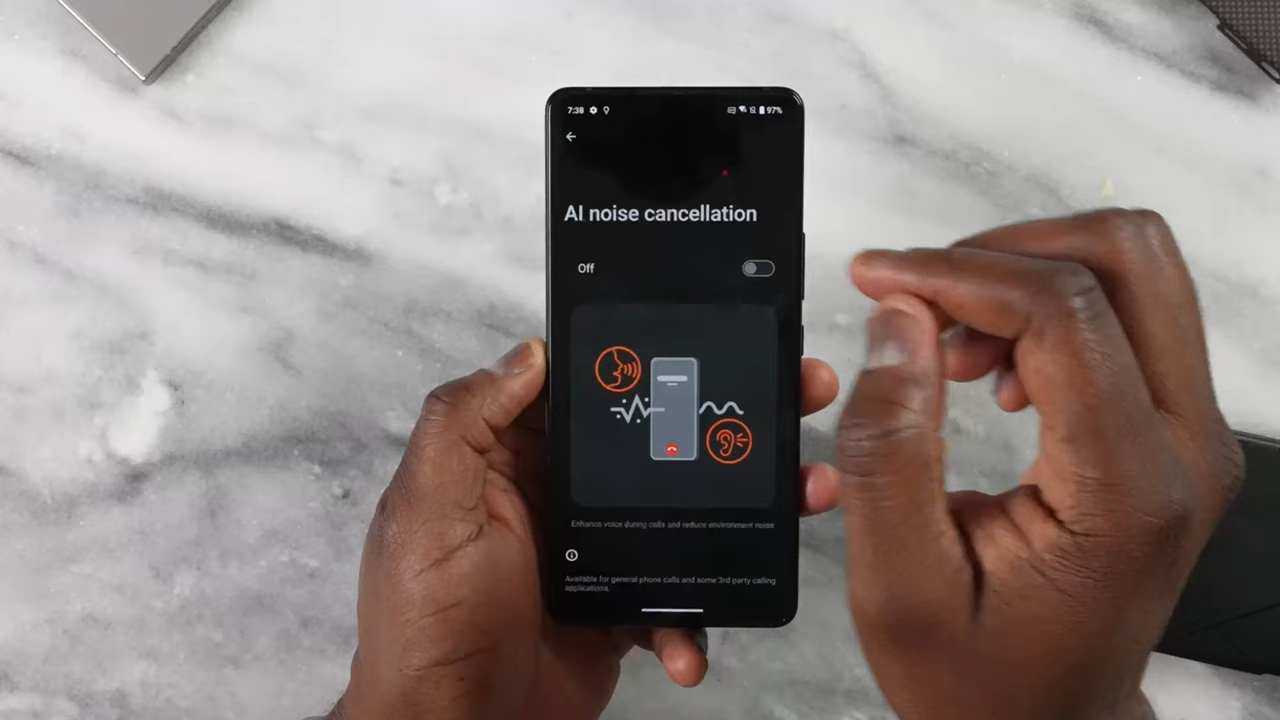 7:38
97%
AI noise cancellation
Off
Enhance voice during calls and reduce environment noise
Available for general phone calls and some 3rd party calling
applications.